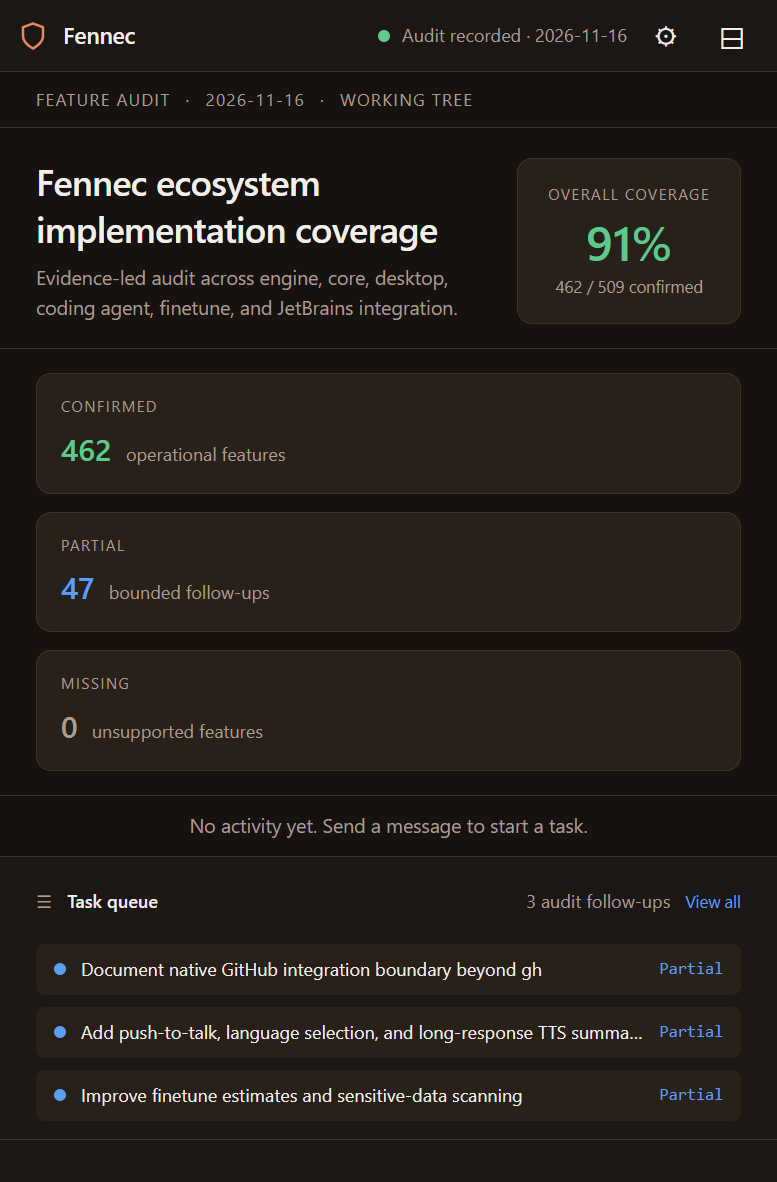 Fennec
Audit recorded · 2026-11-16
FEATURE AUDIT · 2026-11-16 · WORKING TREE
Fennec ecosystem
implementation coverage
Evidence-led audit across engine, core, desktop,
coding agent, finetune, and JetBrains integration.
OVERALL COVERAGE
91%
462 / 509 confirmed
CONFIRMED
462 operational features
PARTIAL
47 bounded follow-ups
MISSING
0 unsupported features
No activity yet. Send a message to start a task.
Task queue
3 audit follow-ups View all
Document native GitHub integration boundary beyond gh Partial
Add push-to-talk, language selection, and long-response TTS summa... Partial
Improve finetune estimates and sensitive-data scanning Partial